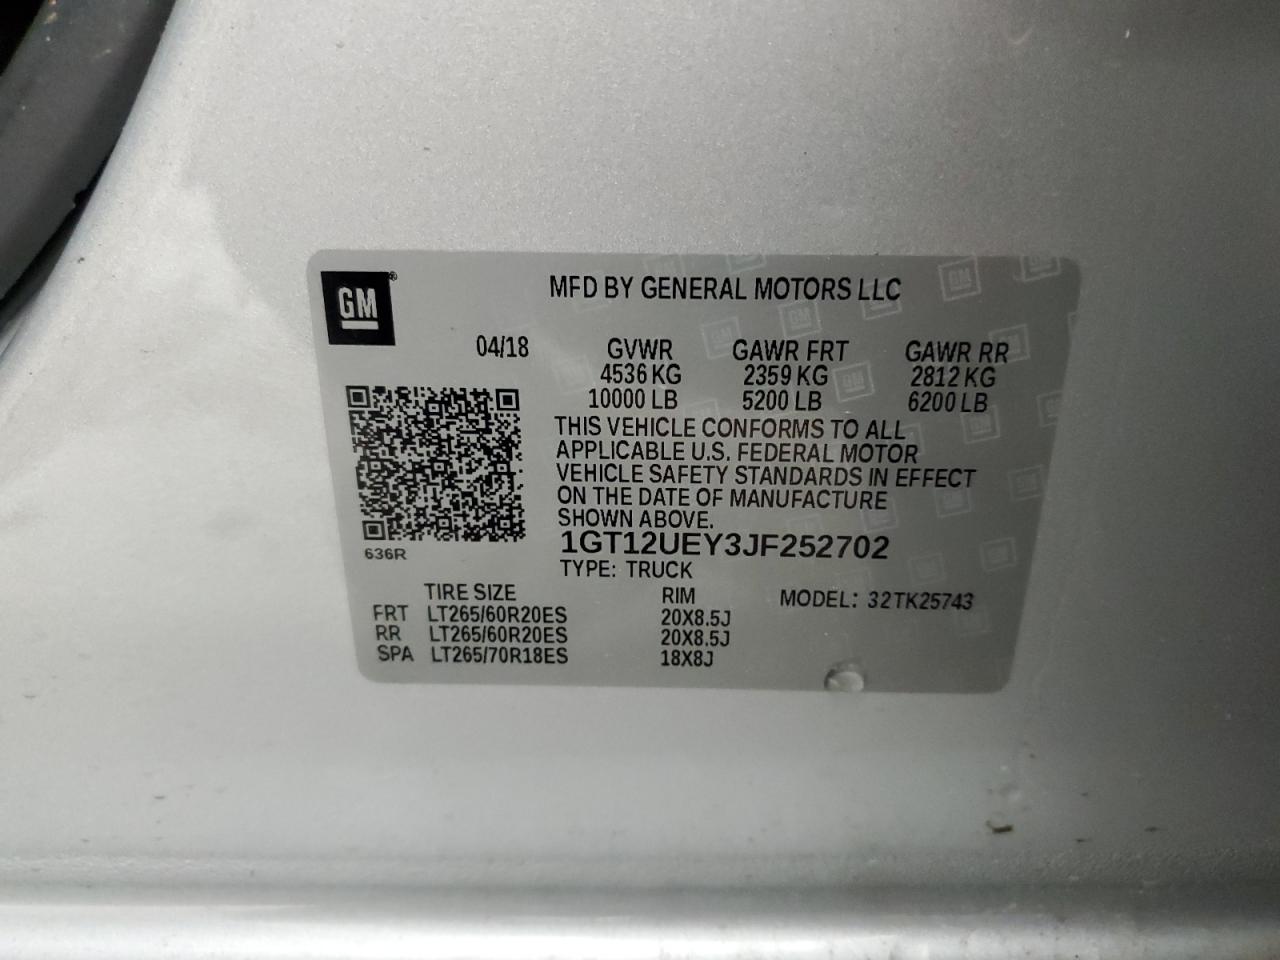 GM®
MFD BY GENERAL MOTORS LLC
04/18 GVWR GAWR FRT GAWR RR
4536 KG 2359 KG 2812 KG
10000 LB 5200 LB 6200 LB
THIS VEHICLE CONFORMS TO ALL
APPLICABLE U.S. FEDERAL MOTOR
VEHICLE SAFETY STANDARDS IN EFFECT
ON THE DATE OF MANUFACTURE
SHOWN ABOVE.
636R
1GT12UEY3JF252702
TYPE: TRUCK
TIRE SIZE RIM MODEL: 32TK25743
FRT LT265/60R20ES 20X8.5J
RR LT265/60R20ES 20X8.5J
SPA LT265/70R18ES 18X8J